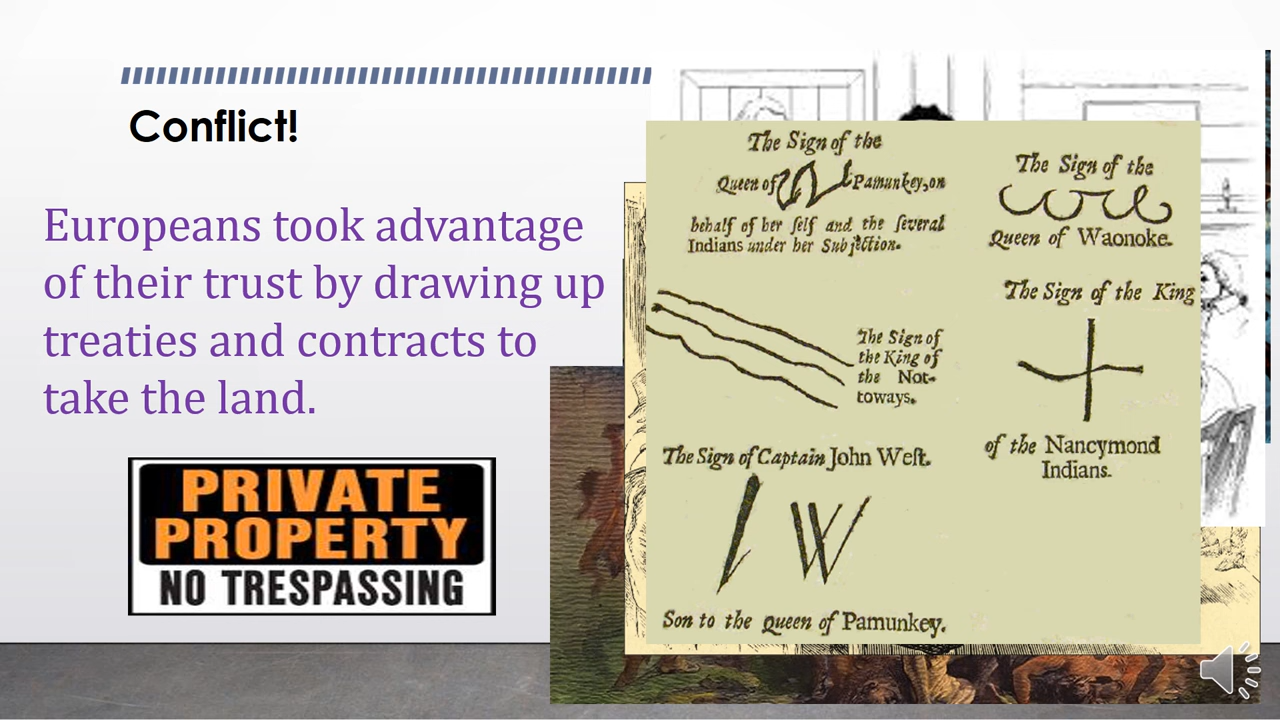 Conflict!
Europeans took advantage
of their trust by drawing up
treaties and contracts to
take the land.
PRIVATE
PROPERTY
NO TRESPASSING
The Sign of the
Queen of Pamunkey, on
behalf of her ſelf and the ſeveral
Indians under her Subjection.
The Sign of the
Queen of Waonoke.
The Sign of
the King of
the Not-
toways.
The Sign of the King
of the Nancymond
Indians.
The Sign of Captain John Weſt.
Son to the Queen of Pamunkey.